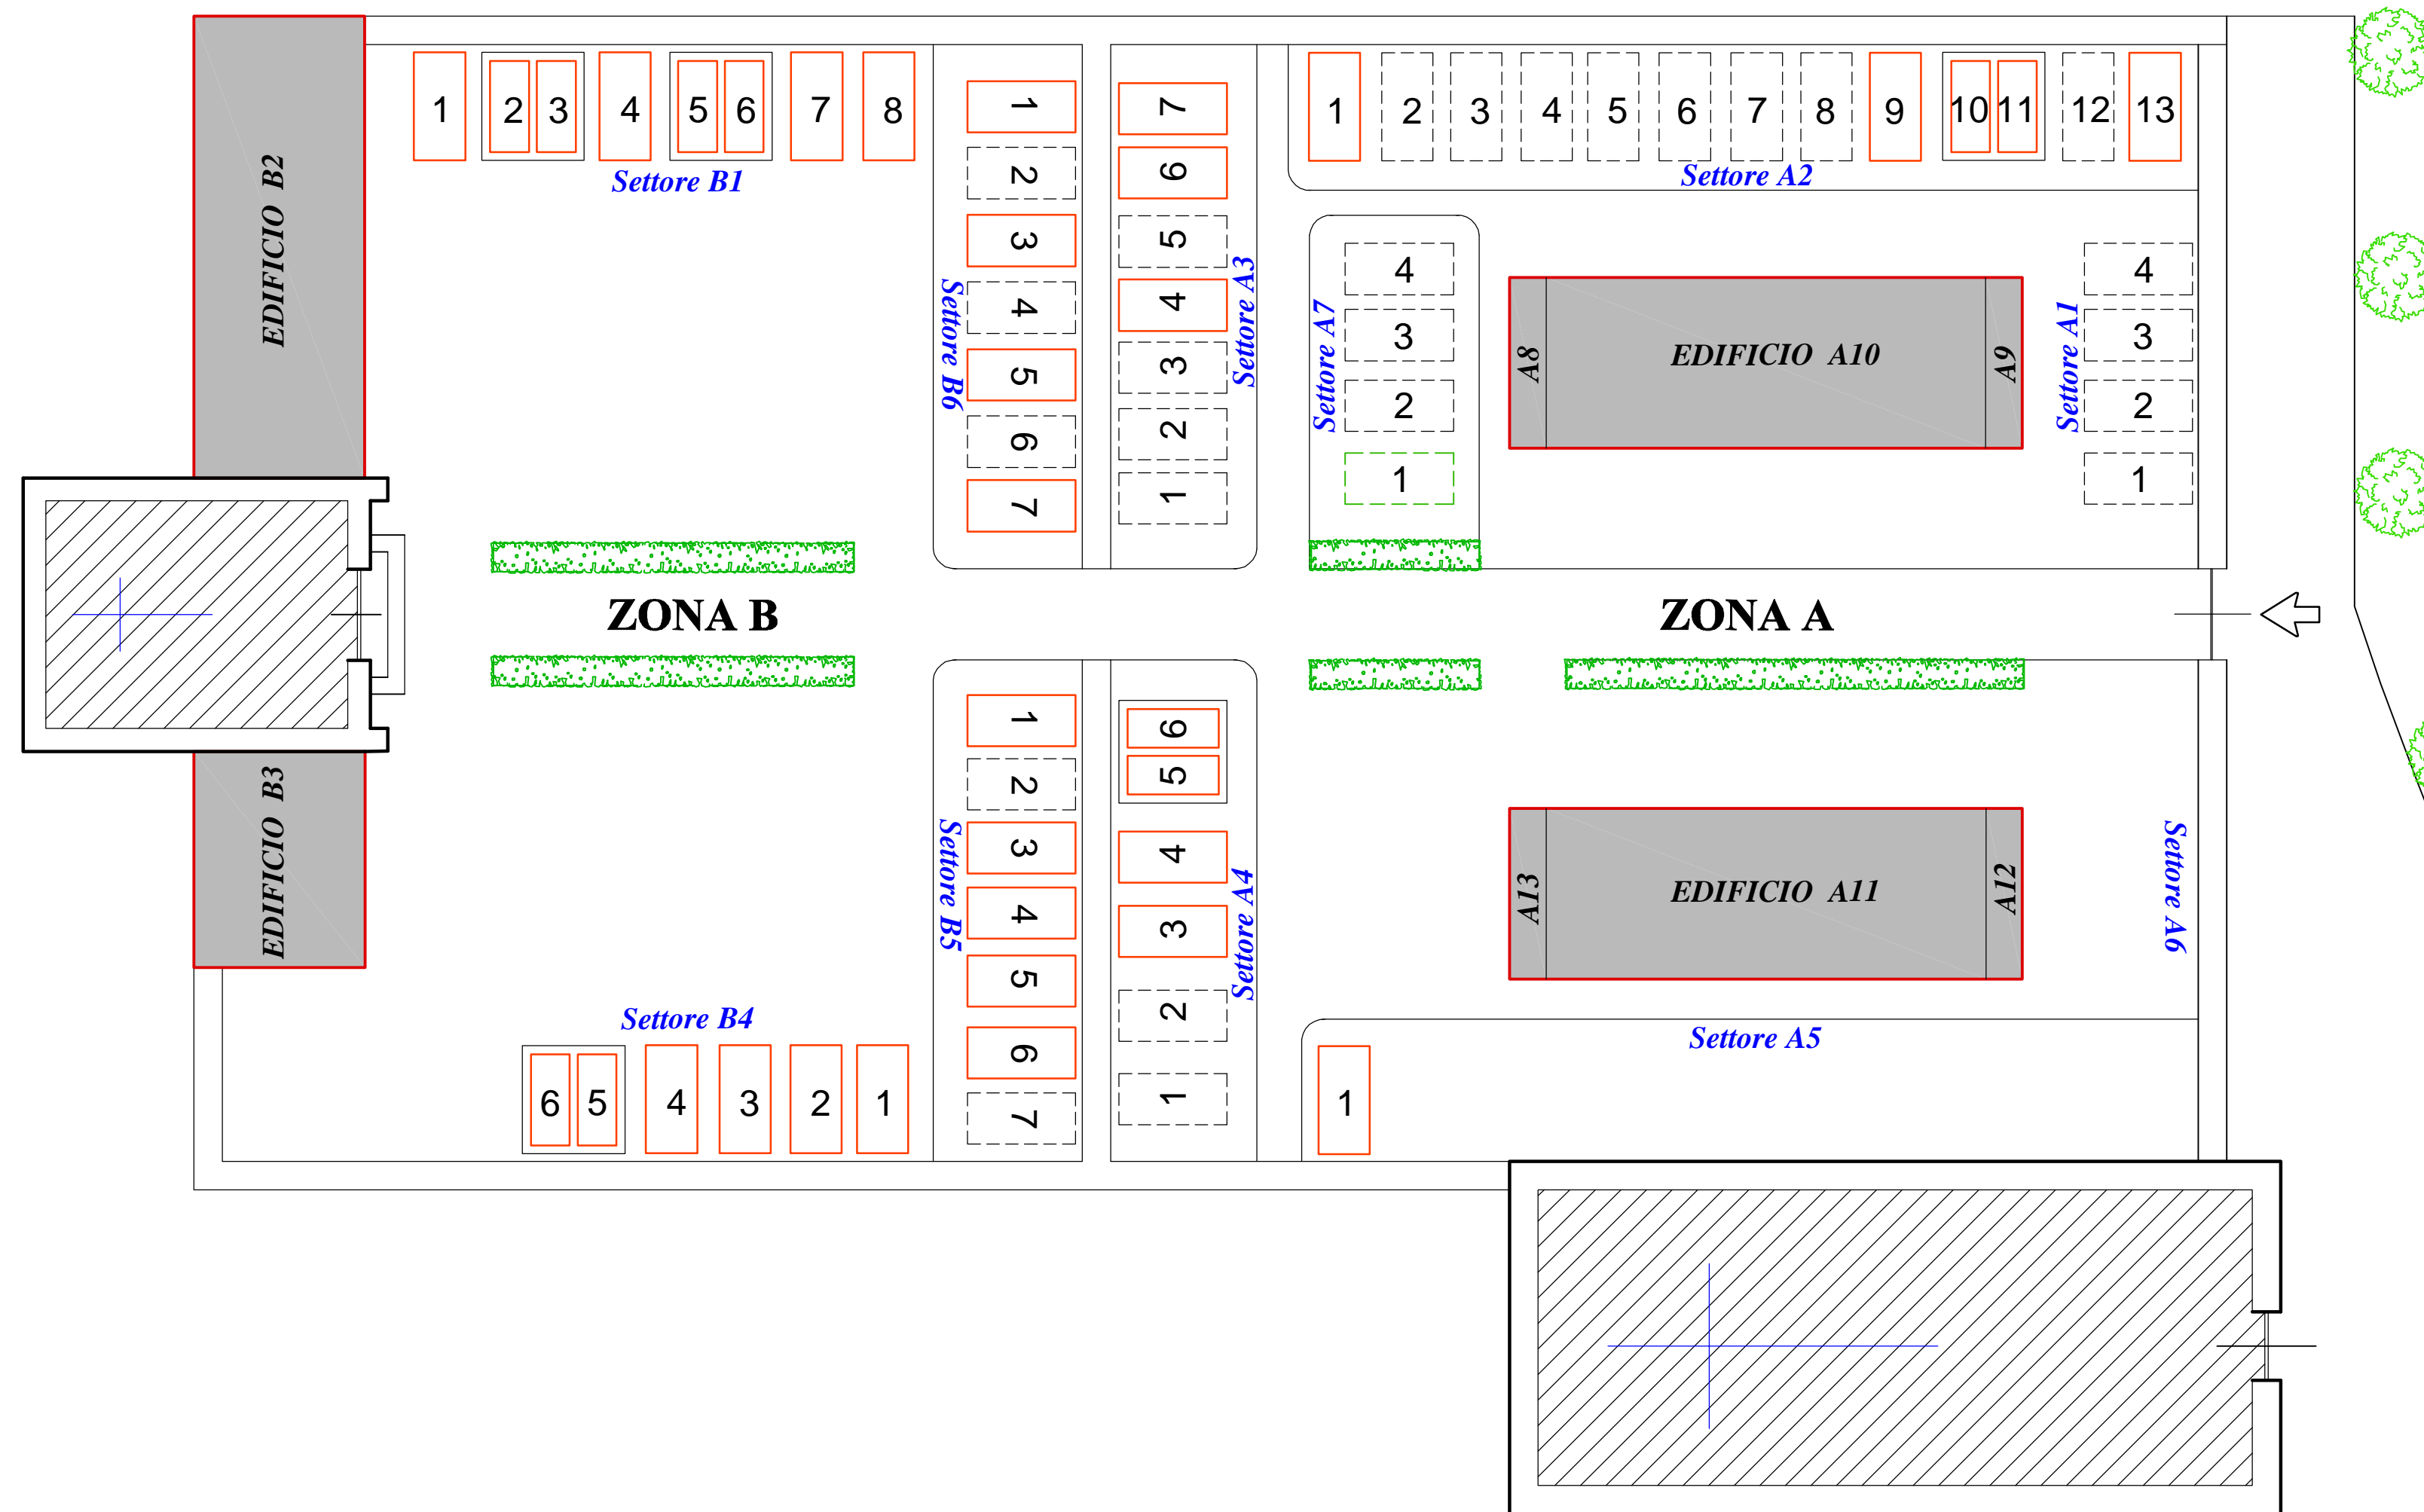 1 2 3 4 5 6 7 8
Settore B1
EDIFICIO B2
1
2
3
4
5
6
7
Settore B6
7
6
5
4
3
2
1
Settore A3
1 2 3 4 5 6 7 8 9 10 11 12 13
Settore A2
4
3
2
1
Settore A7
A8
EDIFICIO A10
A9
Settore A1
4
3
2
1
ZONA B
ZONA A
EDIFICIO B3
1
2
3
4
5
6
7
Settore B5
6
5
4
3
2
1
Settore A4
A13
EDIFICIO A11
A12
Settore A6
Settore B4
6 5 4 3 2 1
Settore A5
1